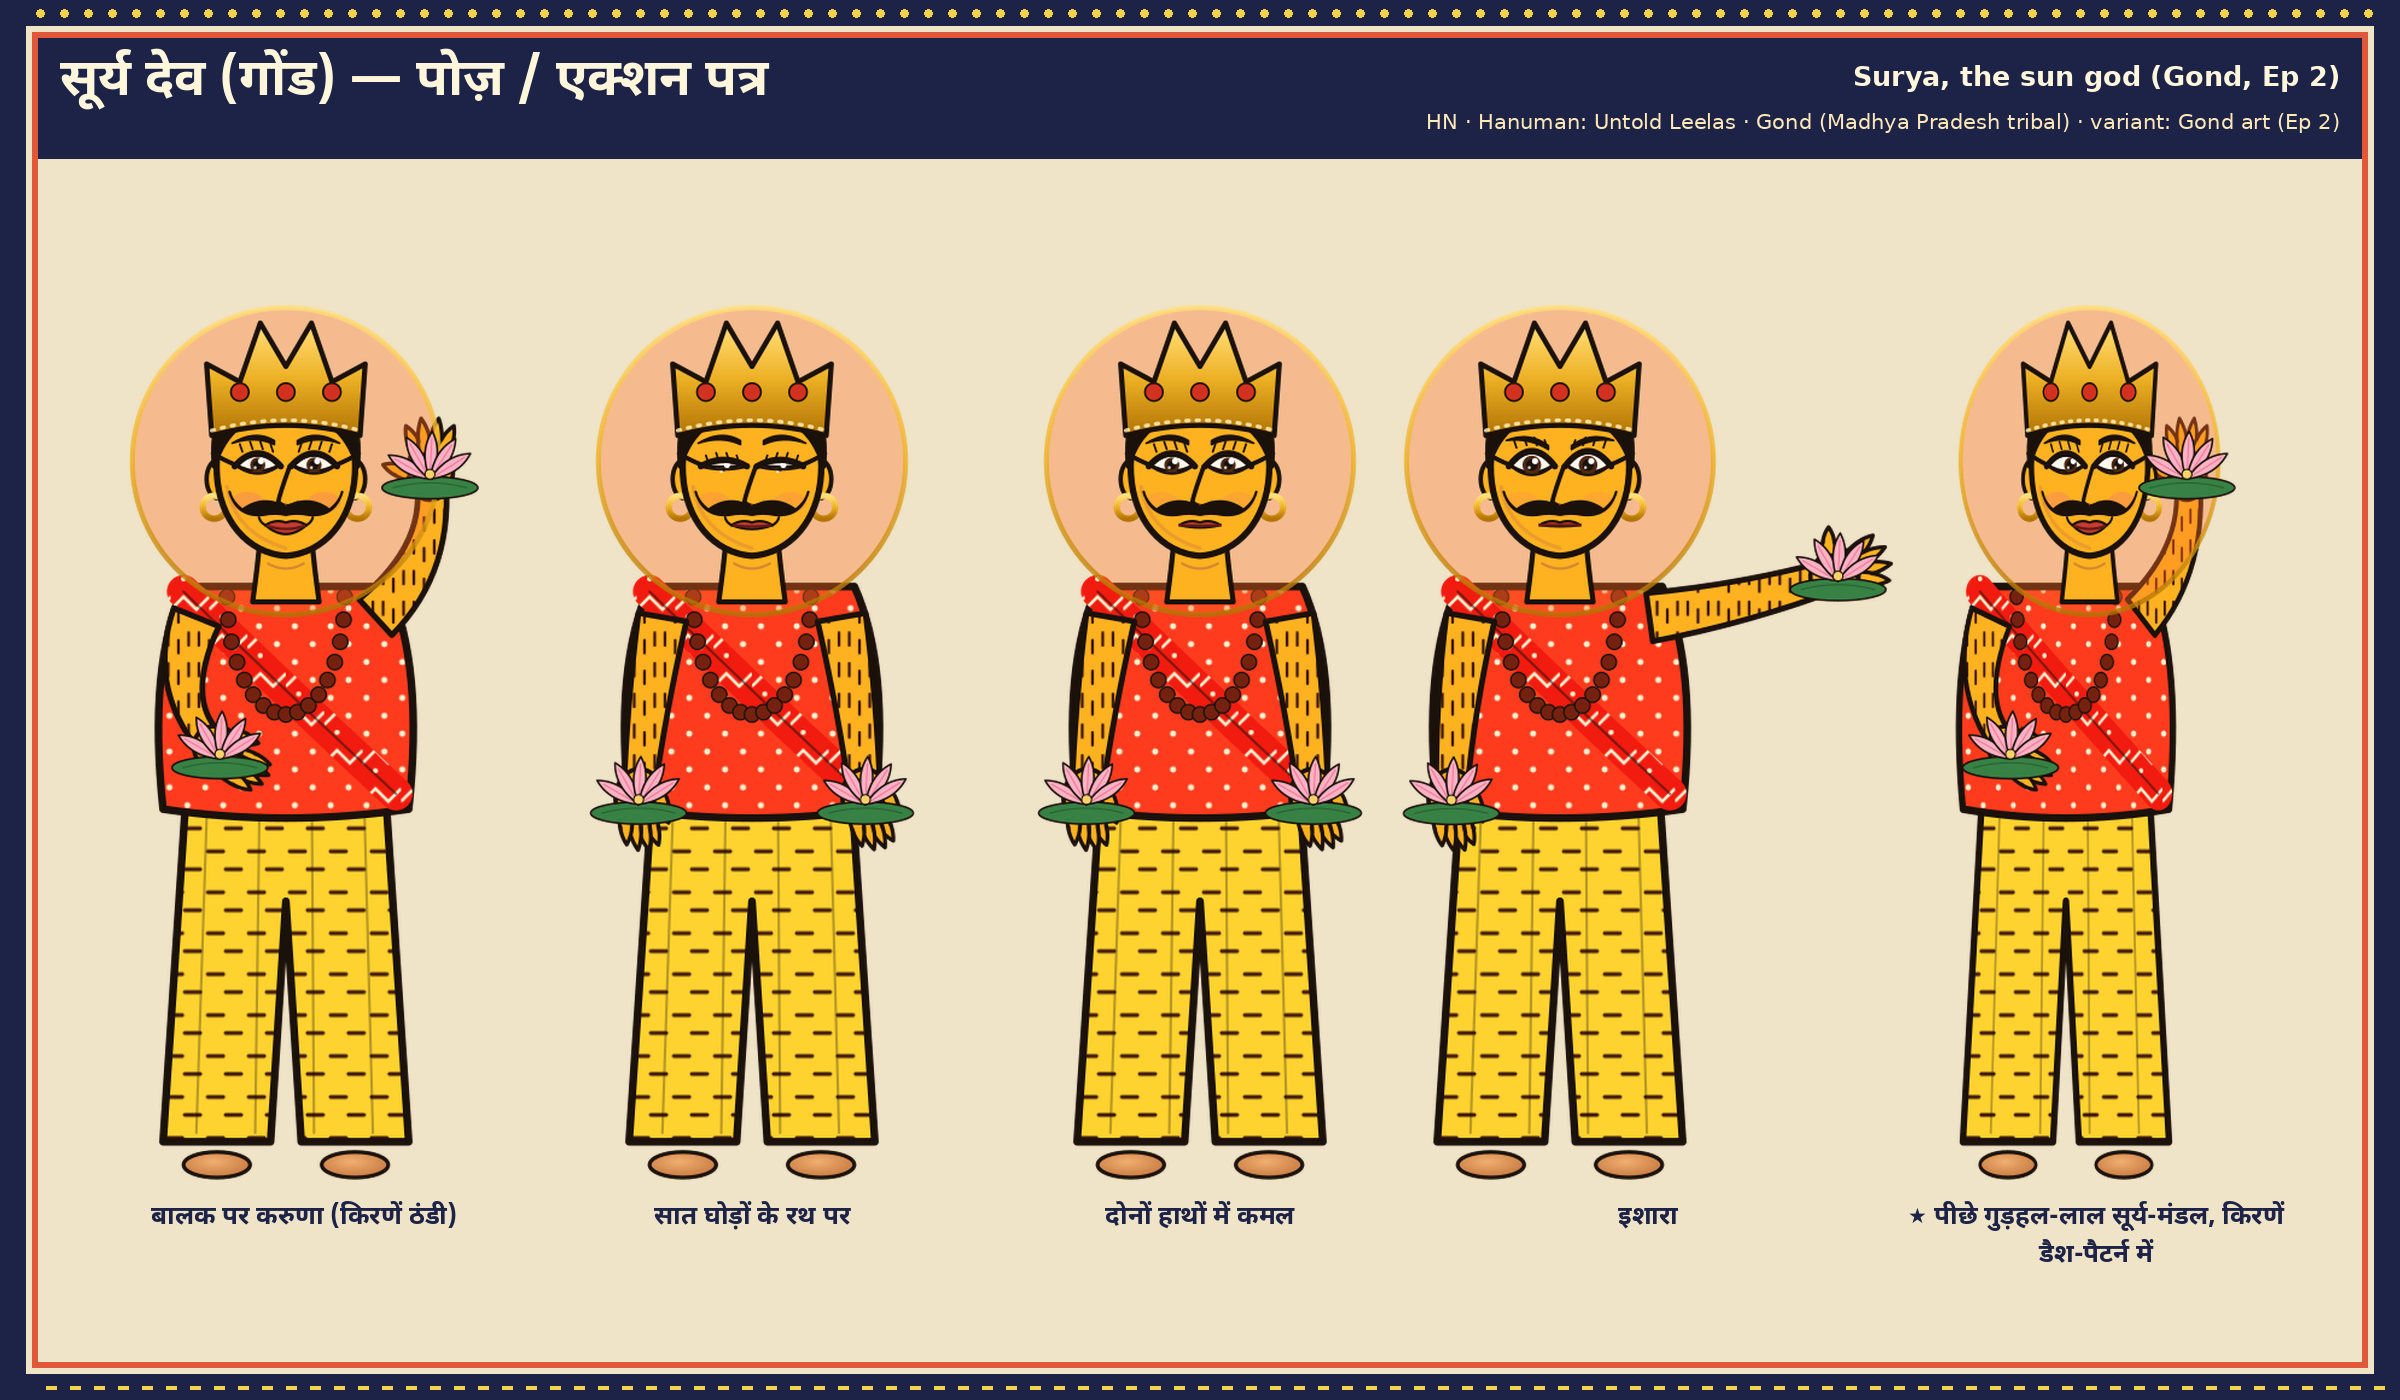 सूर्य देव (गोंड) — पोज़ / एक्शन पत्र
Surya, the sun god (Gond, Ep 2)
HN · Hanuman: Untold Leelas · Gond (Madhya Pradesh tribal) · variant: Gond art (Ep 2)
बालक पर करुणा (किरणें ठंडी)
सात घोड़ों के रथ पर
दोनों हाथों में कमल
इशारा
★ पीछे गुड़हल-लाल सूर्य-मंडल, किरणें
डैश-पैटर्न में